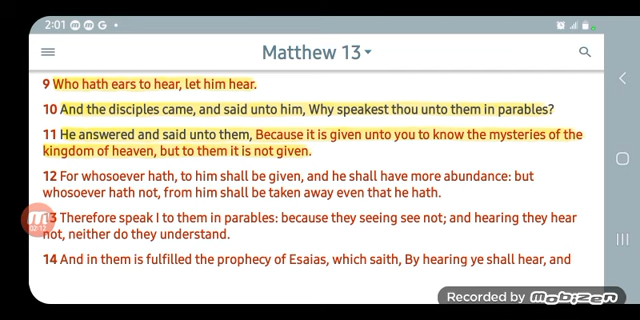 2:01
Matthew 13
9 Who hath ears to hear, let him hear.
10 And the disciples came, and said unto him, Why speakest thou unto them in parables?
11 He answered and said unto them, Because it is given unto you to know the mysteries of the
kingdom of heaven, but to them it is not given.
12 For whosoever hath, to him shall be given, and he shall have more abundance: but
whosoever hath not, from him shall be taken away even that he hath.
13 Therefore speak I to them in parables: because they seeing see not; and hearing they hear
not, neither do they understand.
02:12
14 And in them is fulfilled the prophecy of Esaias, which saith, By hearing ye shall hear, and
Recorded by Mobizen